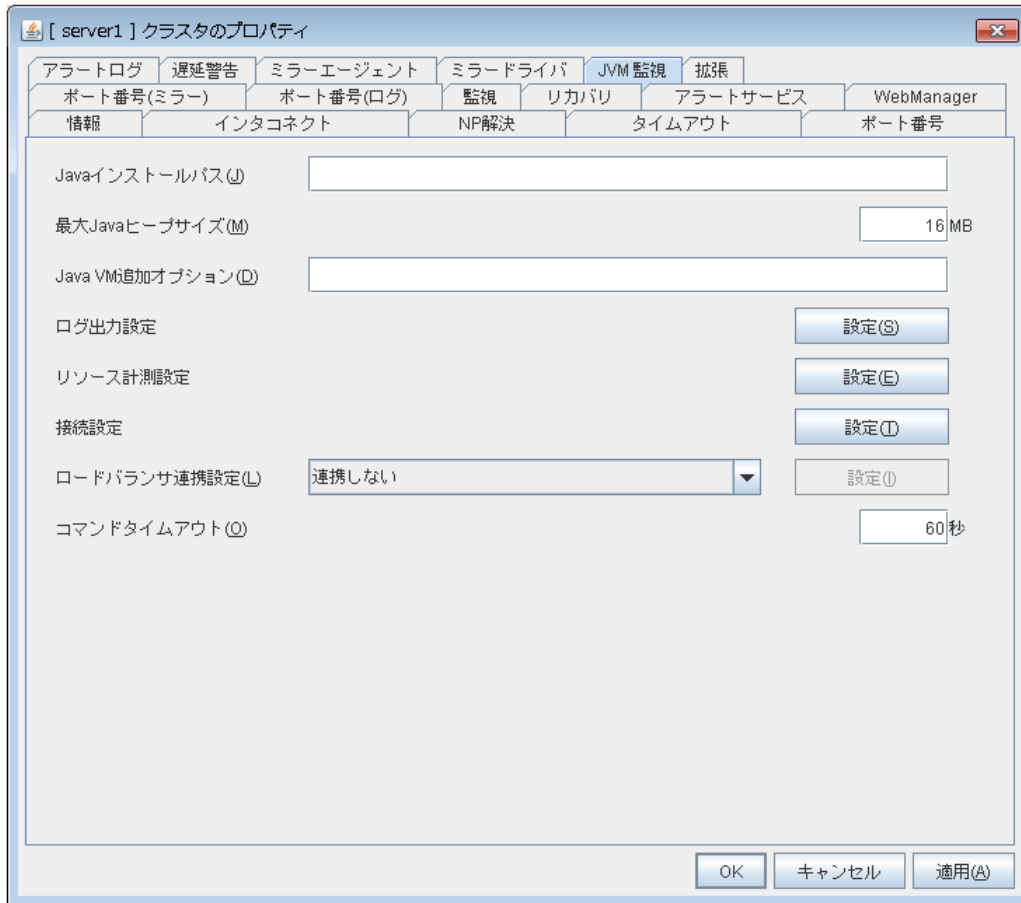 [ server1 ] クラスタのプロパティ
アラートログ 遅延警告 ミラーエージェント ミラードライバ JVM監視 拡張
ポート番号(ミラー) ポート番号(ログ) 監視 リカバリ アラートサービス WebManager
情報 インタコネクト NP解決 タイムアウト ポート番号
Javaインストールパス(J)
最大Javaヒープサイズ(M) 16 MB
Java VM追加オプション(D)
ログ出力設定 設定(S)
リソース計測設定 設定(E)
接続設定 設定(T)
ロードバランサ連携設定(L) 連携しない 設定(I)
コマンドタイムアウト(O) 60 秒
OK キャンセル 適用(A)